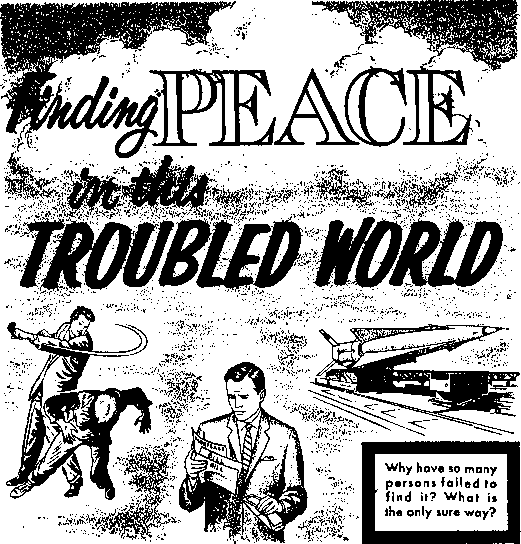 Finding PEACE
in this
TROUBLED WORLD
Why have so many
persons failed to
find it? What is
the only sure way?